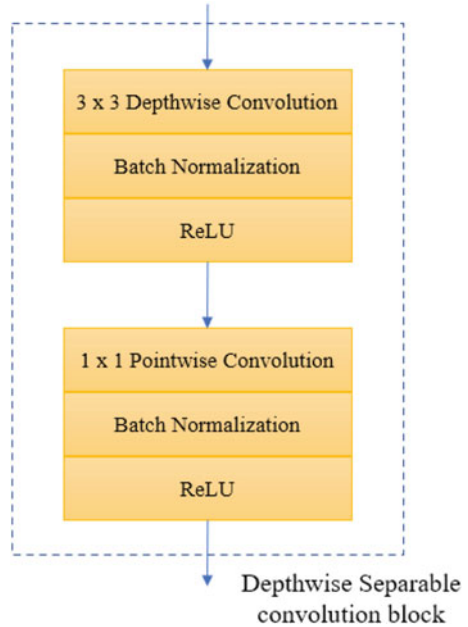 3 x 3 Depthwise Convolution
Batch Normalization
ReLU
1 x 1 Pointwise Convolution
Batch Normalization
ReLU
Depthwise Separable
convolution block